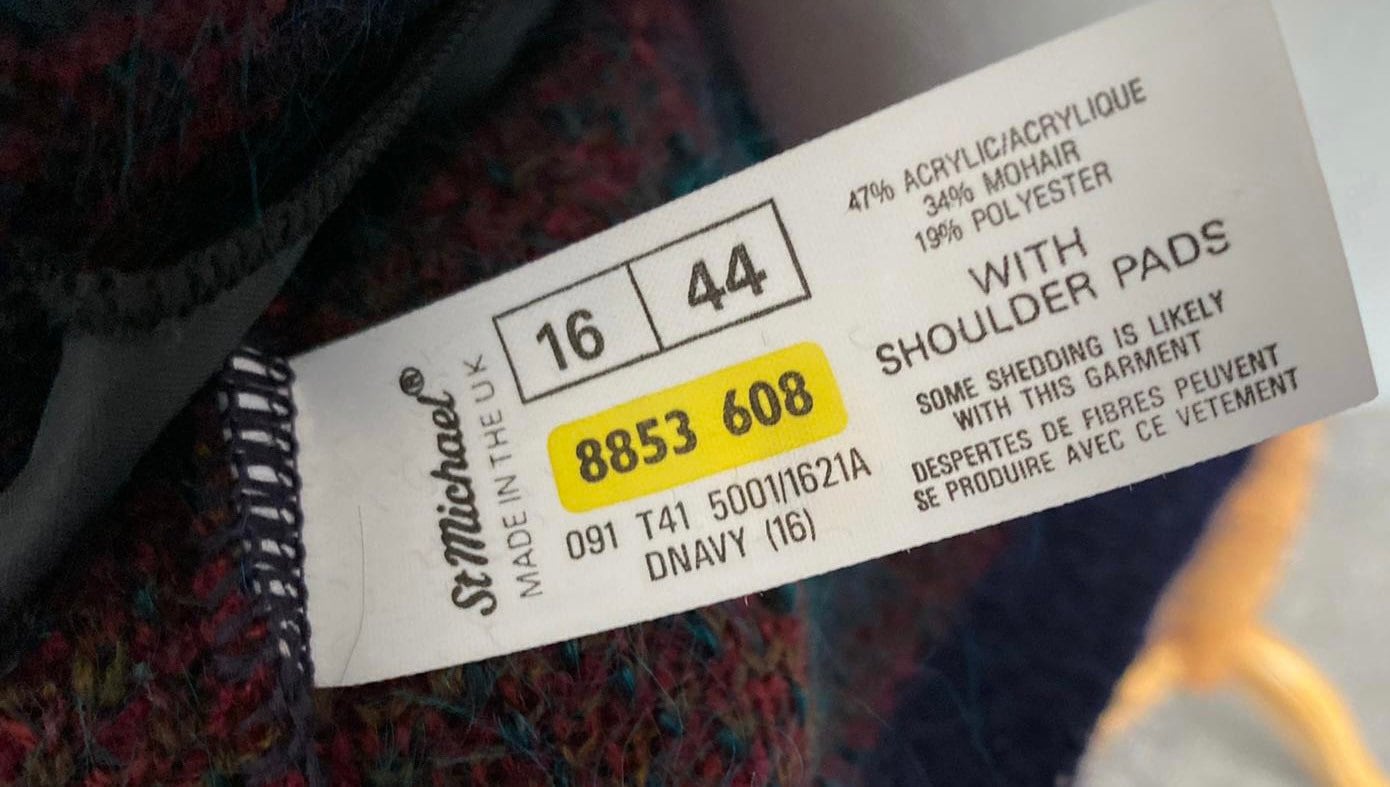 St Michael®
MADE IN THE UK
16 44
8853 608
091 T41 5001/1621A
DNAVY (16)
47% ACRYLIC/ACRYLIQUE
34% MOHAIR
19% POLYESTER
WITH
SHOULDER PADS
SOME SHEDDING IS LIKELY
WITH THIS GARMENT
DESPERTES DE FIBRES PEUVENT
SE PRODUIRE AVEC CE VETEMENT